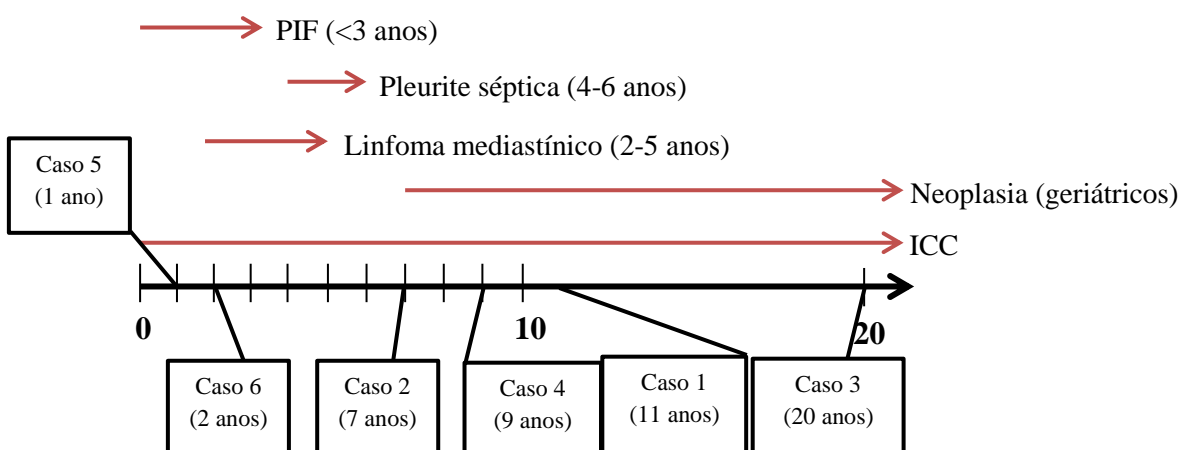 PIF (<3 anos)
Pleurite séptica (4-6 anos)
Linfoma mediastínico (2-5 anos)
Caso 5
(1 ano)
Neoplasia (geriátricos)
ICC
0
10
20
Caso 6
(2 anos)
Caso 2
(7 anos)
Caso 4
(9 anos)
Caso 1
(11 anos)
Caso 3
(20 anos)